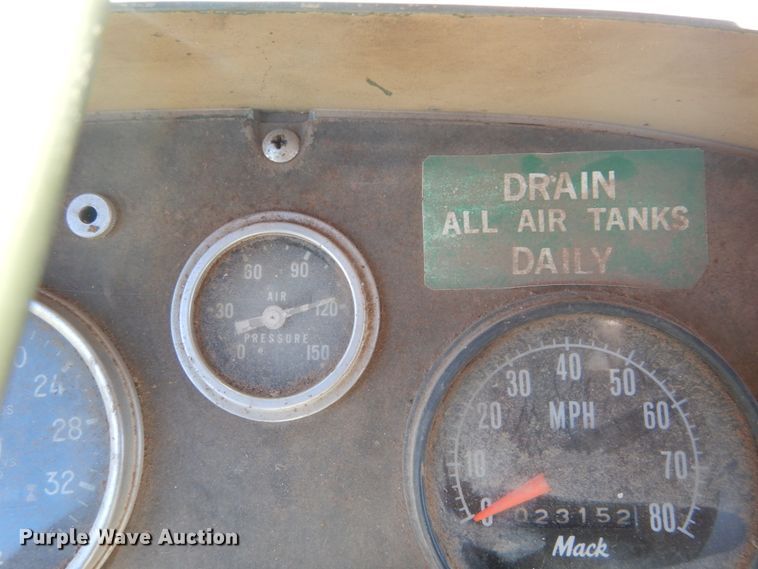 DRAIN
ALL AIR TANKS
DAILY
60 90
AIR
30 120
PRESSURE
0 150
24
28
32
40
30 50
20 MPH 60
10 70
0 80
023152
Mack
Purple Wave Auction